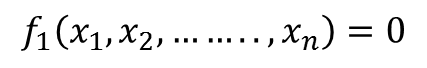 f₁(x₁, x₂, ... ... .. , xₙ) = 0